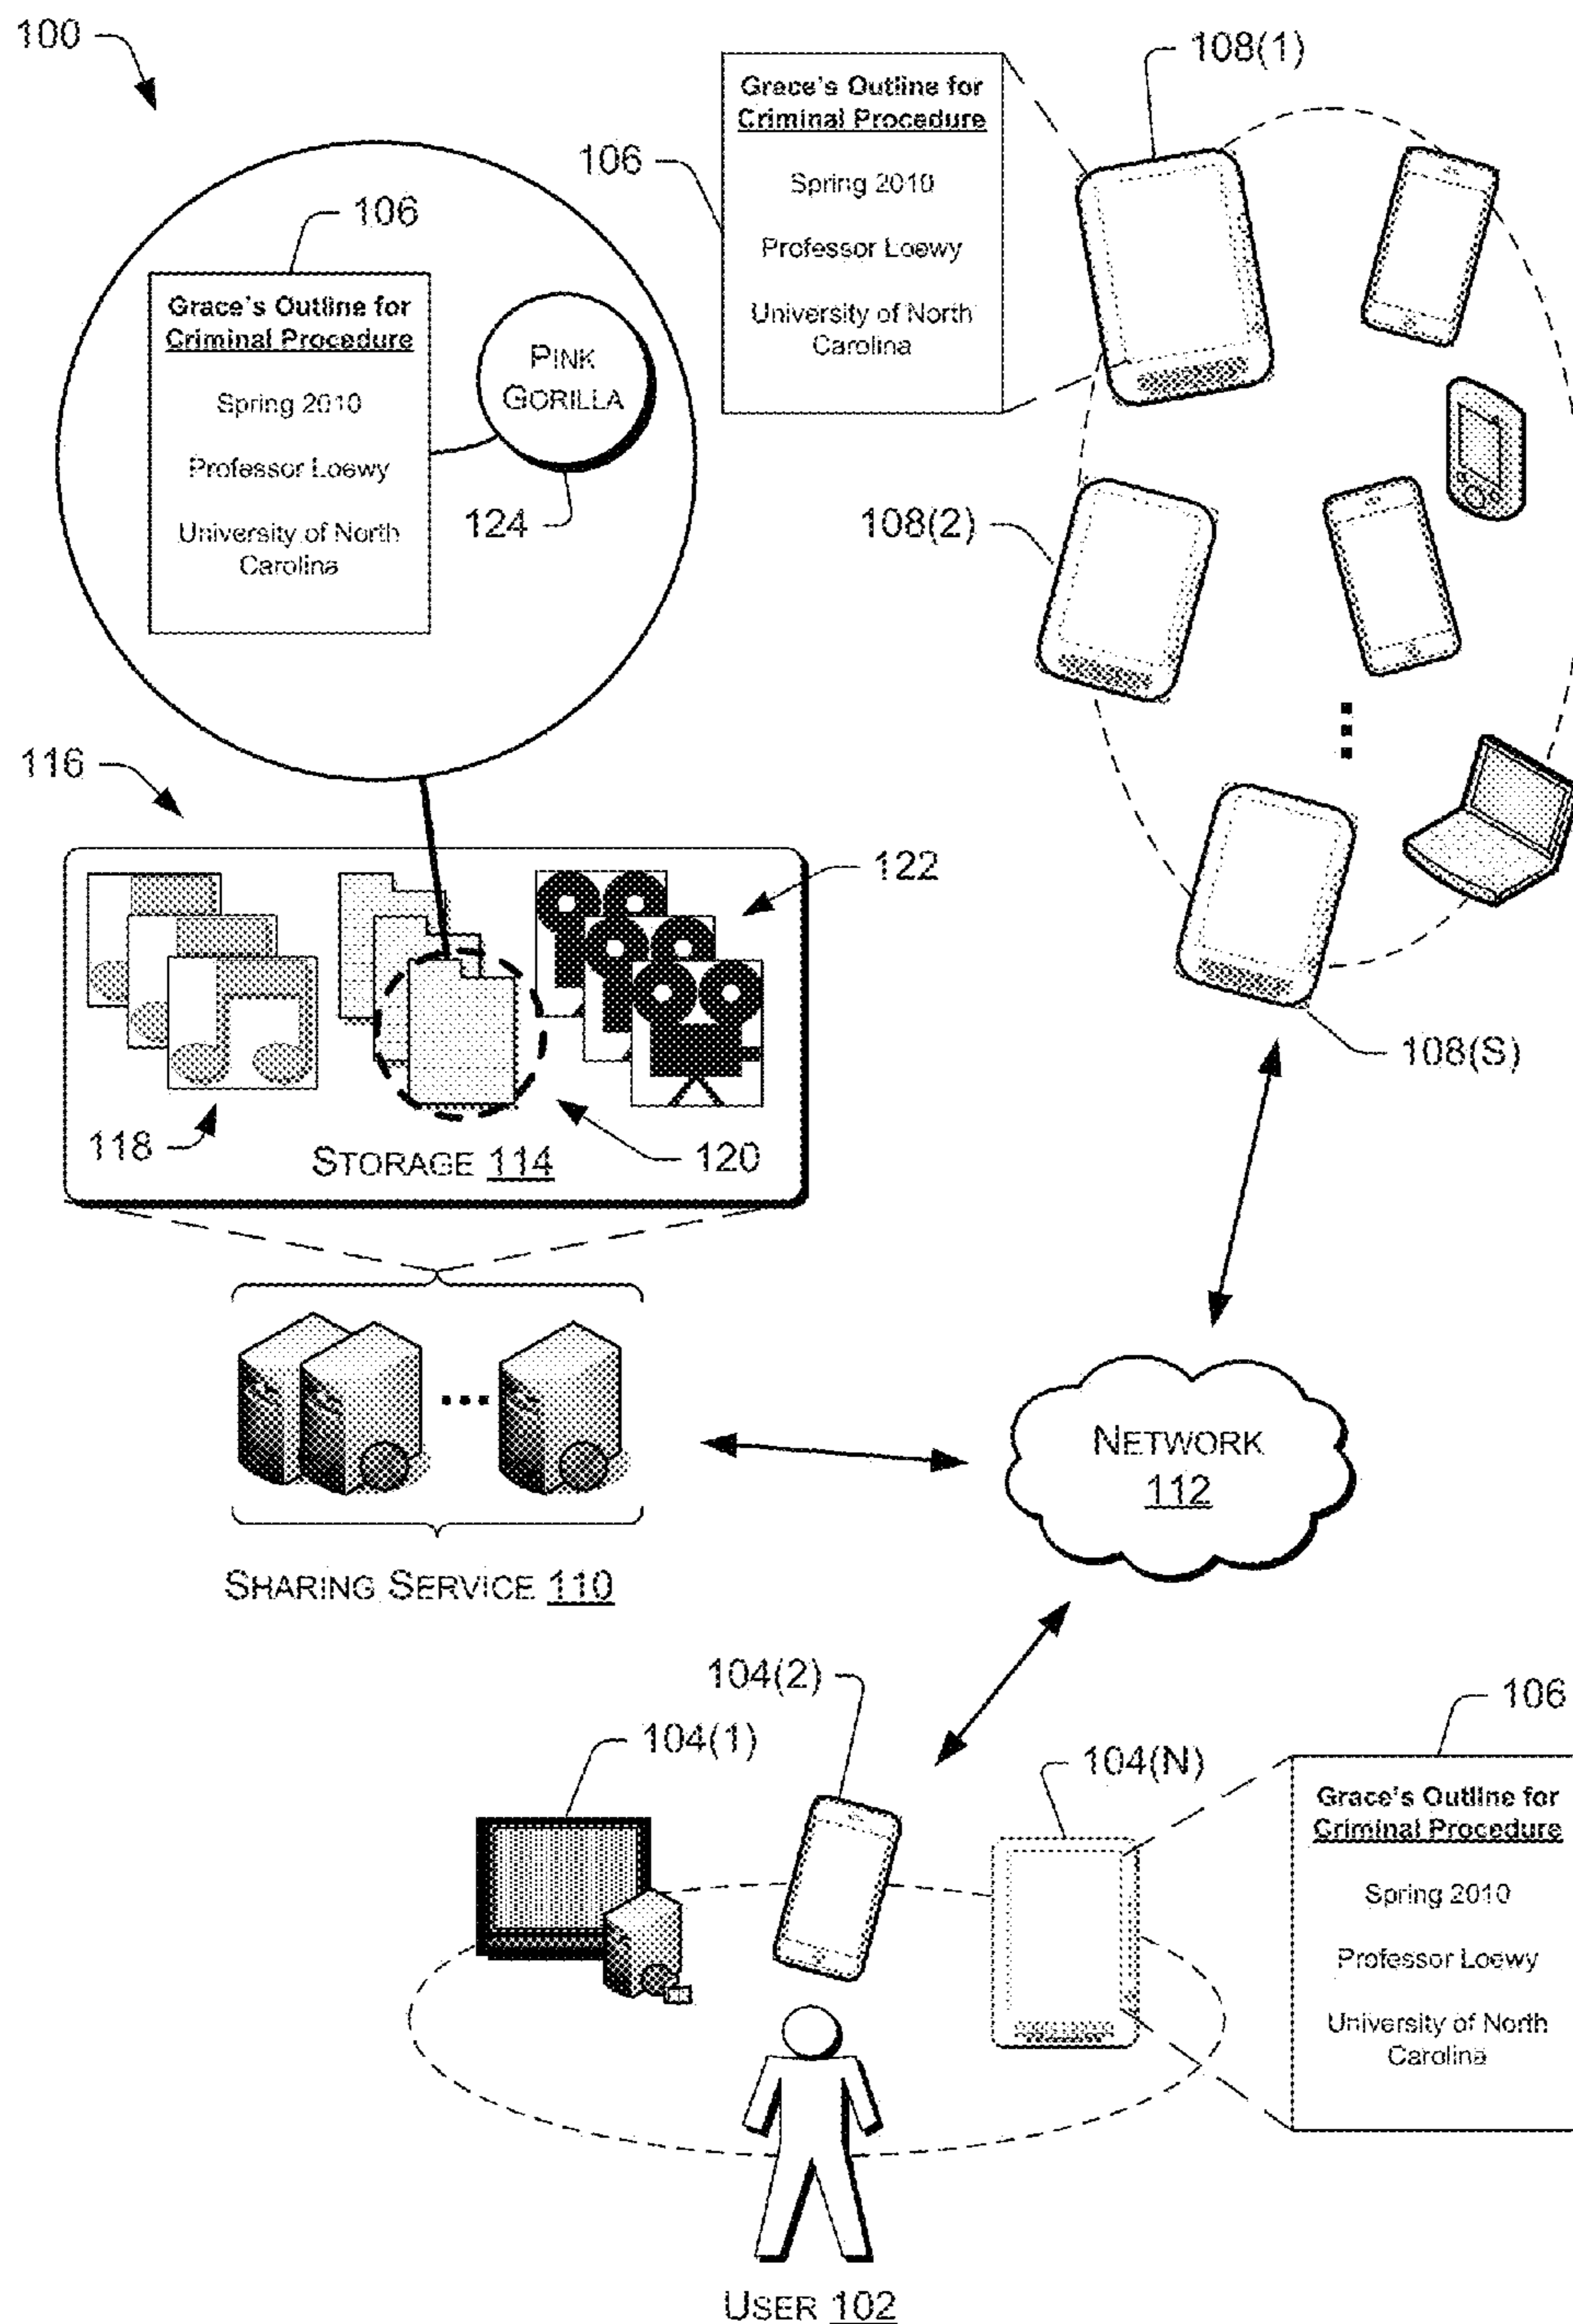 100
108(1)
Grace's Outline for
Criminal Procedure
Spring 2010
Professor Loewy
University of North
Carolina
106
106
Grace's Outline for
Criminal Procedure
Spring 2010
Professor Loewy
University of North
Carolina
PINK
GORILLA
124
108(2)
116
122
118
STORAGE 114
120
108(S)
NETWORK
112
SHARING SERVICE 110
104(2)
106
104(1)
104(N)
Grace's Outline for
Criminal Procedure
Spring 2010
Professor Loewy
University of North
Carolina
USER 102